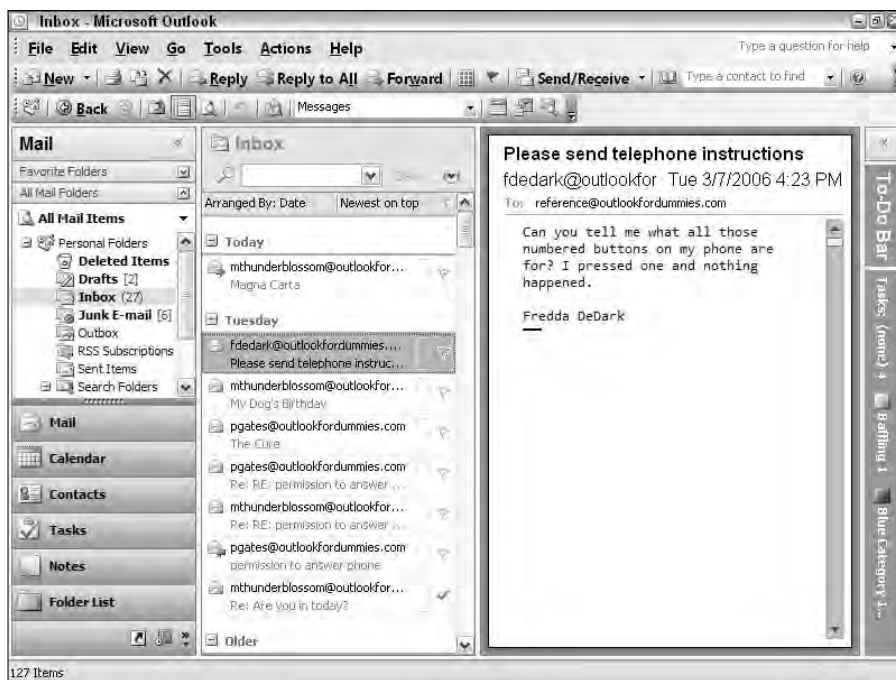 Inbox - Microsoft Outlook
File Edit View Go Tools Actions Help
Type a question for help
New Reply Reply to All Forward Send/Receive Type a contact to find
Back Messages
Mail
Favorite Folders
All Mail Folders
All Mail Items
Personal Folders
Deleted Items
Drafts [2]
Inbox (27)
Junk E-mail [6]
Outbox
RSS Subscriptions
Sent Items
Search Folders
Mail
Calendar
Contacts
Tasks
Notes
Folder List
Inbox
Arranged By: Date Newest on top
Today
mthunderblossom@outlookfor...
Magna Carta
Tuesday
fdedark@outlookfordummies....
Please send telephone instruc...
mthunderblossom@outlookfor...
My Dog's Birthday
pgates@outlookfordummies.com
The Cure
pgates@outlookfordummies.com
Re: RE: permission to answer ...
mthunderblossom@outlookfor...
Re: RE: permission to answer ...
pgates@outlookfordummies.com
permission to answer phone
mthunderblossom@outlookfor...
Re: Are you in today?
Older
Please send telephone instructions
fdedark@outlookfor Tue 3/7/2006 4:23 PM
To: reference@outlookfordummies.com
Can you tell me what all those
numbered buttons on my phone are
for? I pressed one and nothing
happened.
Fredda DeDark
To-Do Bar
Tasks: (none) 4 Baffling 1 Blue Category 1...
127 Items